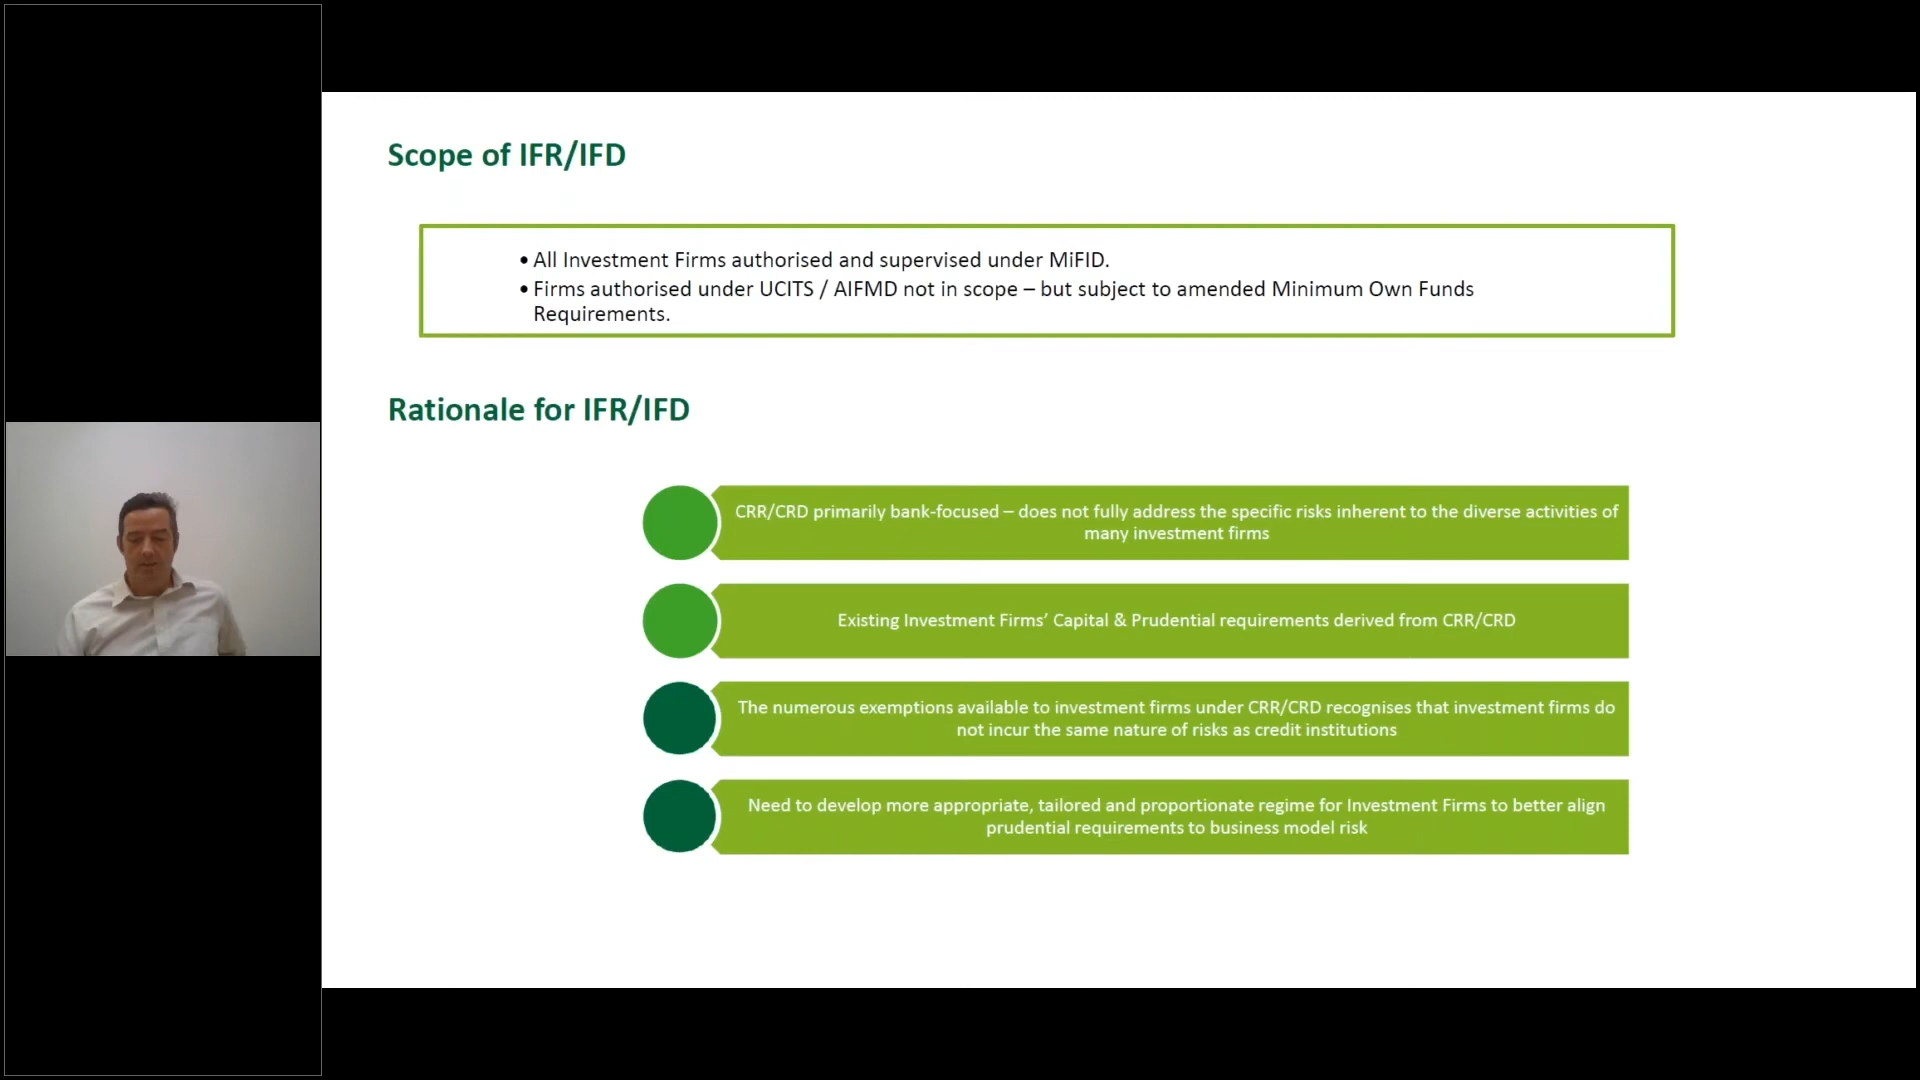 Scope of IFR/IFD
• All Investment Firms authorised and supervised under MiFID.
• Firms authorised under UCITS / AIFMD not in scope – but subject to amended Minimum Own Funds
Requirements.
Rationale for IFR/IFD
CRR/CRD primarily bank-focused – does not fully address the specific risks inherent to the diverse activities of
many investment firms
Existing Investment Firms’ Capital & Prudential requirements derived from CRR/CRD
The numerous exemptions available to investment firms under CRR/CRD recognises that investment firms do
not incur the same nature of risks as credit institutions
Need to develop more appropriate, tailored and proportionate regime for Investment Firms to better align
prudential requirements to business model risk